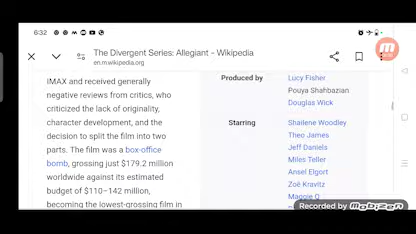 6:32
The Divergent Series: Allegiant - Wikipedia
en.m.wikipedia.org
IMAX and received generally
negative reviews from critics, who
criticized the lack of originality,
character development, and the
decision to split the film into two
parts. The film was a box-office
bomb, grossing just $179.2 million
worldwide against its estimated
budget of $110–142 million,
becoming the lowest-grossing film in
Produced by
Lucy Fisher
Pouya Shahbazian
Douglas Wick
Starring
Shailene Woodley
Theo James
Jeff Daniels
Miles Teller
Ansel Elgort
Zoë Kravitz
Maggie Q
Recorded by Mobizen